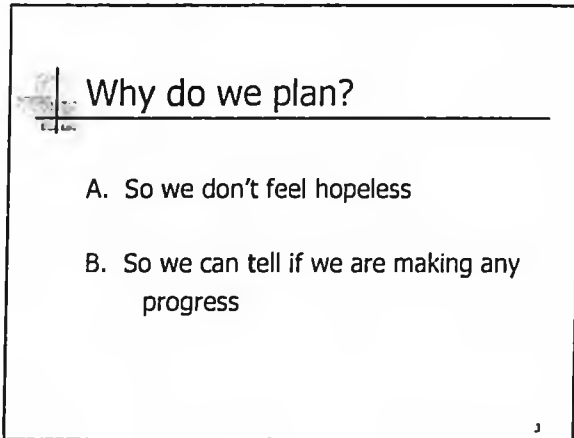 Why do we plan?
A. So we don't feel hopeless
B. So we can tell if we are making any
progress
3